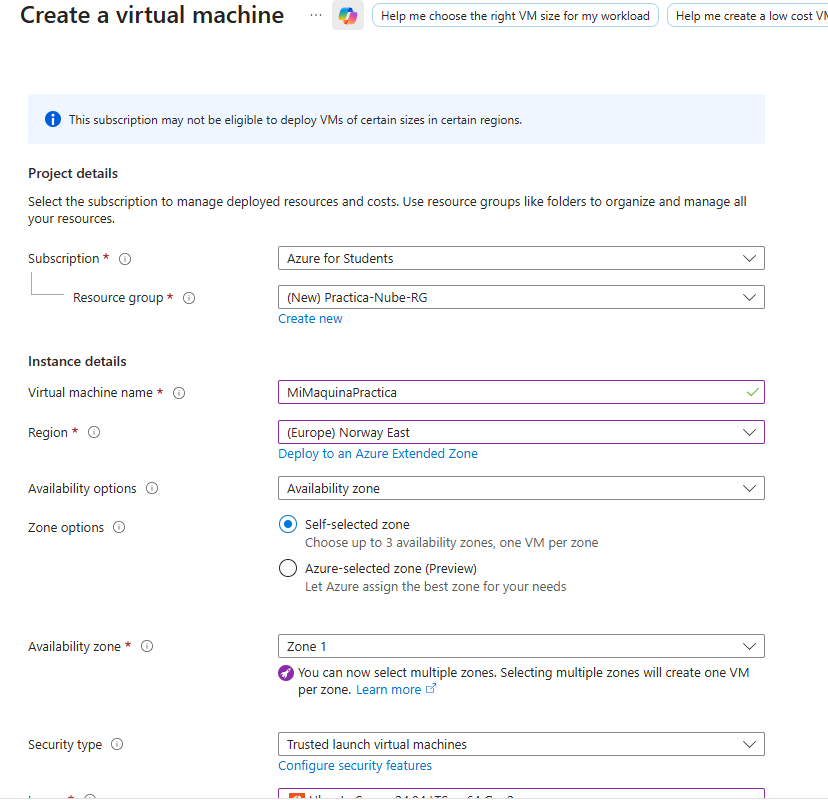 Create a virtual machine
...
Help me choose the right VM size for my workload
Help me create a low cost VM
This subscription may not be eligible to deploy VMs of certain sizes in certain regions.
Project details
Select the subscription to manage deployed resources and costs. Use resource groups like folders to organize and manage all
your resources.
Subscription *
Azure for Students
Resource group *
(New) Practica-Nube-RG
Create new
Instance details
Virtual machine name *
MiMaquinaPractica
Region *
(Europe) Norway East
Deploy to an Azure Extended Zone
Availability options
Availability zone
Zone options
Self-selected zone
Choose up to 3 availability zones, one VM per zone
Azure-selected zone (Preview)
Let Azure assign the best zone for your needs
Availability zone *
Zone 1
You can now select multiple zones. Selecting multiple zones will create one VM
per zone. Learn more
Security type
Trusted launch virtual machines
Configure security features